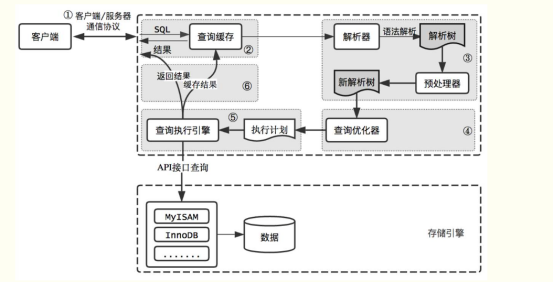 ① 客户端/服务器
通信协议
客户端
SQL
结果
查询缓存
②
解析器
语法解析
解析树
③
预处理器
新解析树
返回结果
缓存结果
⑥
查询执行引擎
⑤
执行计划
查询优化器
④
API接口查询
MyISAM
InnoDB
.......
数据
存储引擎